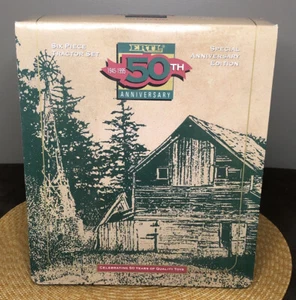 SIX PIECE
TRACTOR SET
ERTL
1945-1995
50TH
ANNIVERSARY
SPECIAL
ANNIVERSARY
EDITION
CELEBRATING 50 YEARS OF QUALITY TOYS